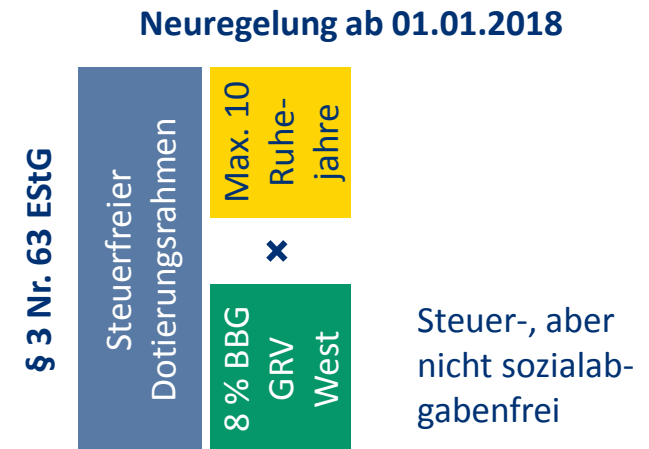 Neuregelung ab 01.01.2018
§ 3 Nr. 63 EStG
Steuerfreier
Dotierungsrahmen
Max. 10
Ruhe-
jahre
×
8 % BBG
GRV
West
Steuer-, aber
nicht sozialab-
gabenfrei